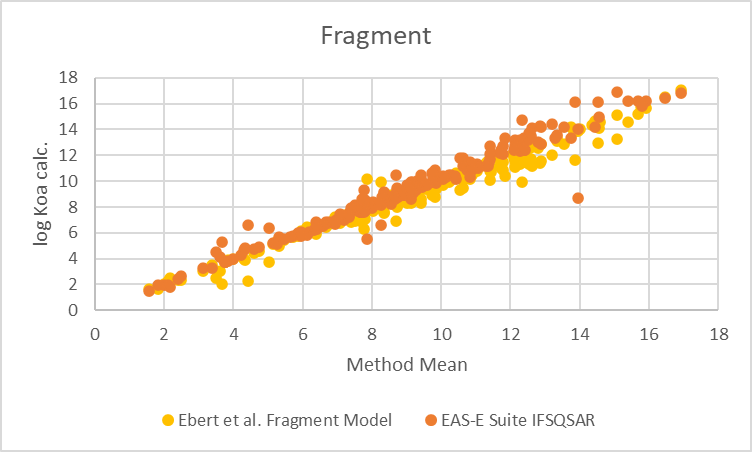 Fragment
18
16
14
12
10
8
6
4
2
0
log Koa calc.
0 2 4 6 8 10 12 14 16 18
Method Mean
Ebert et al. Fragment Model EAS-E Suite IFSQSAR